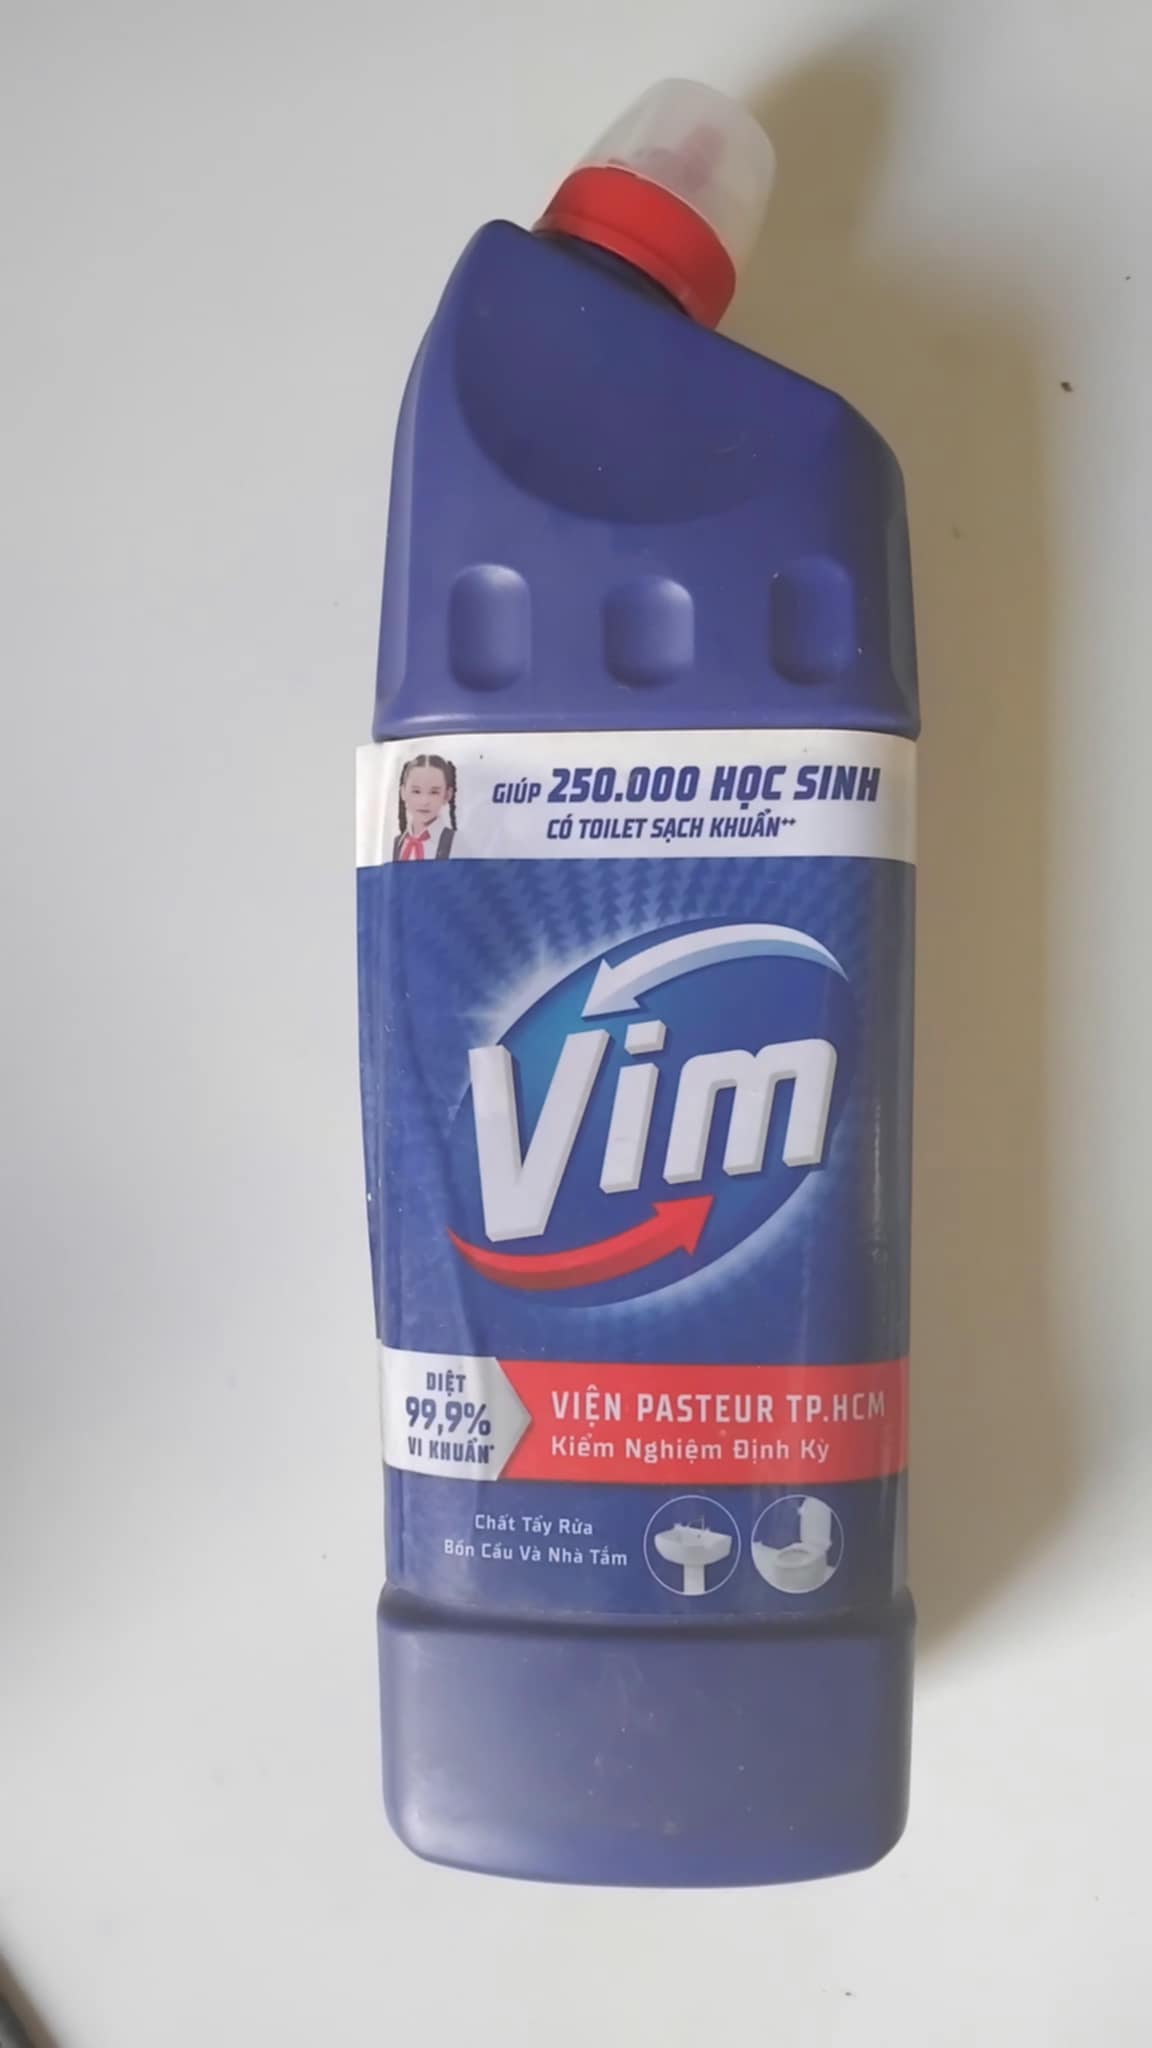 GIÚP 250.000 HỌC SINH
CÓ TOILET SẠCH KHUẨN++
Vim
DIỆT
99,9%
VI KHUẨN*
VIỆN PASTEUR TP.HCM
Kiểm Nghiệm Định Kỳ
Chất Tẩy Rửa
Bồn Cầu Và Nhà Tắm